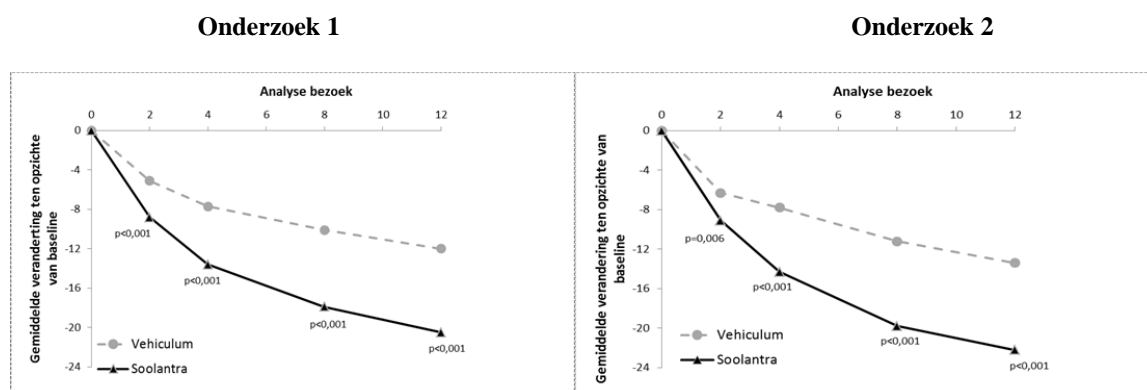 Onderzoek 1
Analyse bezoek
0 2 4 6 8 10 12
0
-4
-8
-12
-16
-20
-24
Gemiddelde verandering ten opzichte
van baseline
p<0,001
p<0,001
p<0,001
p<0,001
Vehiculum
Soolantra
Onderzoek 2
Analyse bezoek
0 2 4 6 8 10 12
0
-4
-8
-12
-16
-20
-24
Gemiddelde verandering ten opzichte van
baseline
p=0,006
p<0,001
p<0,001
p<0,001
Vehiculum
Soolantra